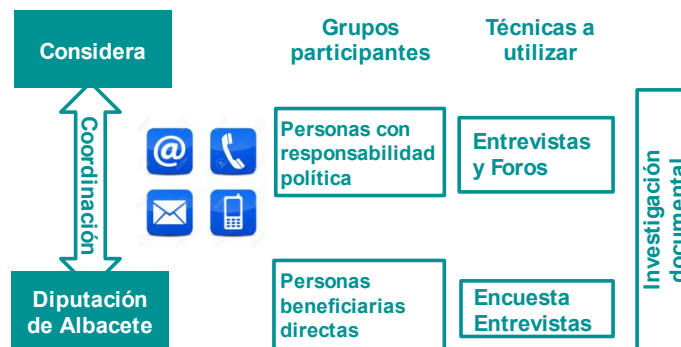 Considera
Grupos
participantes
Técnicas a
utilizar
Coordinación
@
Personas con
responsabilidad
política
Entrevistas
y Foros
Investigación
documental
Diputación
de Albacete
Personas
beneficiarias
directas
Encuesta
Entrevistas